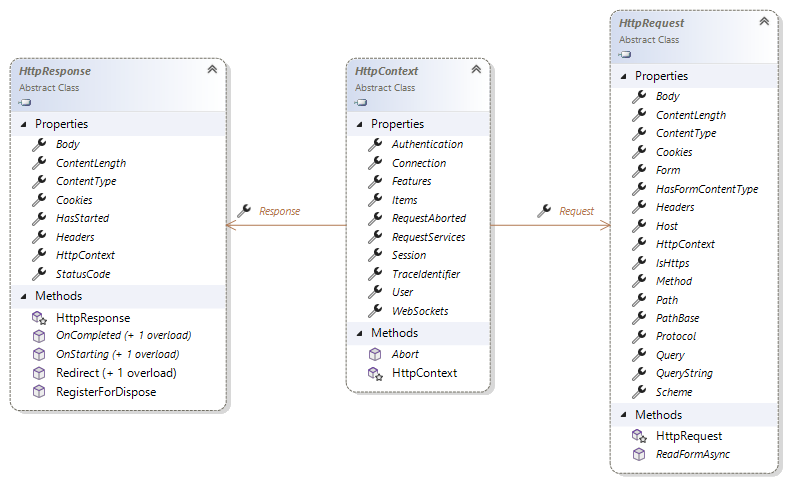 HttpResponse
Abstract Class
Properties
Body
ContentLength
ContentType
Cookies
HasStarted
Headers
HttpContext
StatusCode
Methods
HttpResponse
OnCompleted (+ 1 overload)
OnStarting (+ 1 overload)
Redirect (+ 1 overload)
RegisterForDispose
Response
HttpContext
Abstract Class
Properties
Authentication
Connection
Features
Items
RequestAborted
RequestServices
Session
TraceIdentifier
User
WebSockets
Methods
Abort
HttpContext
Request
HttpRequest
Abstract Class
Properties
Body
ContentLength
ContentType
Cookies
Form
HasFormContentType
Headers
Host
HttpContext
IsHttps
Method
Path
PathBase
Protocol
Query
QueryString
Scheme
Methods
HttpRequest
ReadFormAsync